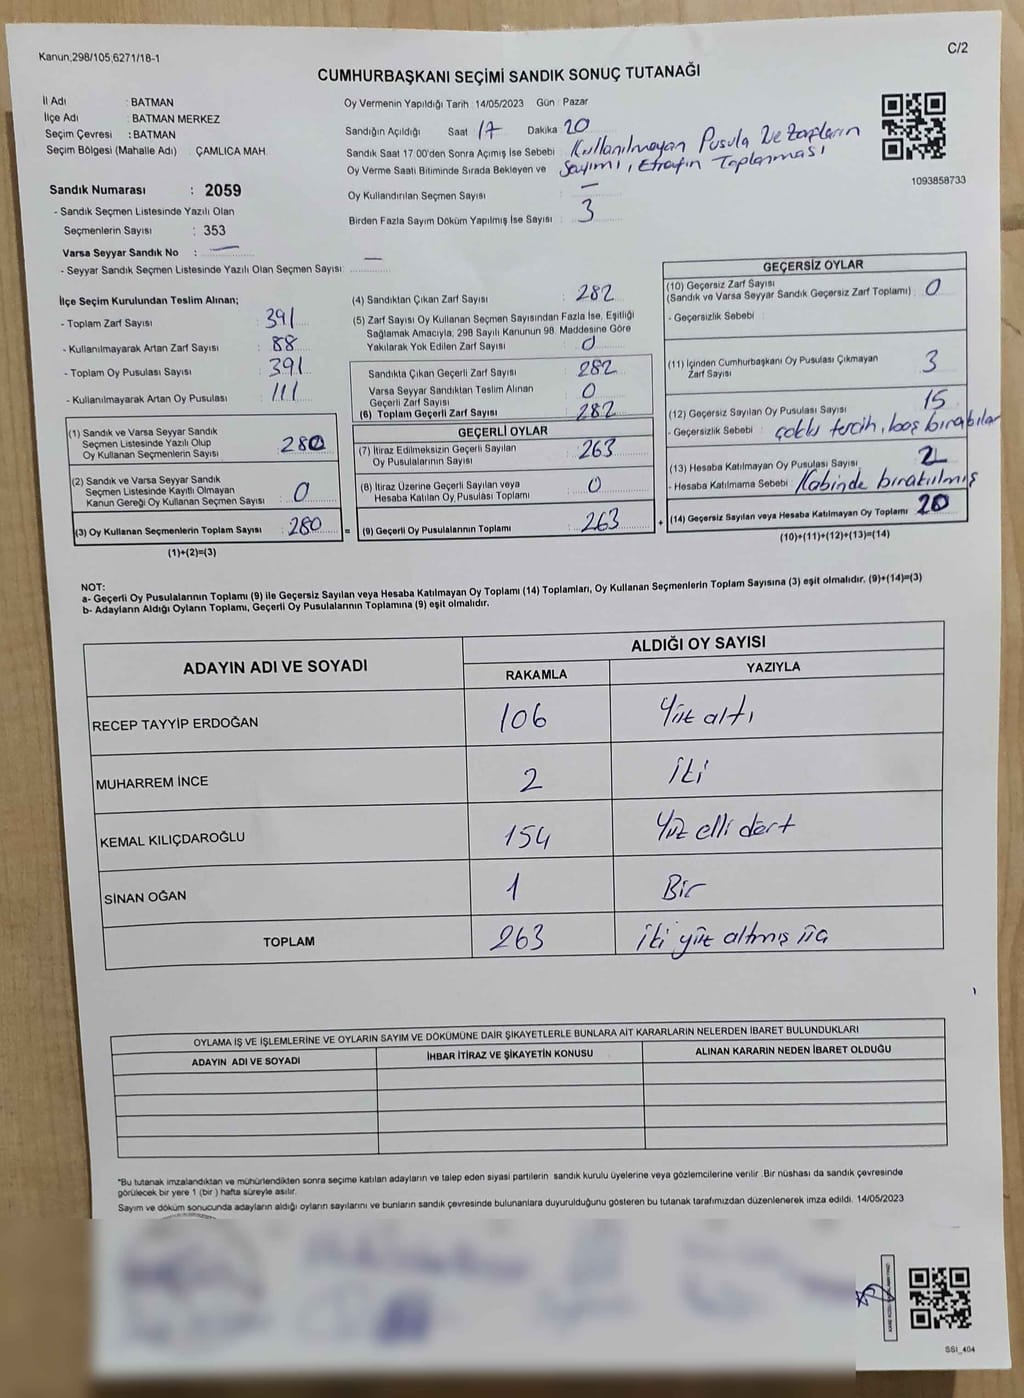 Kanun;298/105,6271/18-1
C/2
CUMHURBAŞKANI SEÇİMİ SANDIK SONUÇ TUTANAĞI
İl Adı : BATMAN
İlçe Adı : BATMAN MERKEZ
Seçim Çevresi : BATMAN
Seçim Bölgesi (Mahalle Adı) : ÇAMLICA MAH.
Oy Vermenin Yapıldığı Tarih : 14/05/2023 Gün : Pazar
Sandığın Açıldığı Saat 17 Dakika 20
Sandık Saat 17:00'den Sonra Açımış İse Sebebi : Kullanılmayan Pusula ve zarfların
Oy Verme Saati Bitiminde Sırada Bekleyen ve Sayımı, Etrafın Toplanması
Oy Kullandırılan Seçmen Sayısı : —
Birden Fazla Sayım Döküm Yapılmış İse Sayısı : 3
1093858733
Sandık Numarası : 2059
- Sandık Seçmen Listesinde Yazılı Olan
Seçmenlerin Sayısı : 353
Varsa Seyyar Sandık No : —
- Seyyar Sandık Seçmen Listesinde Yazılı Olan Seçmen Sayısı: —
İlçe Seçim Kurulundan Teslim Alınan;
- Toplam Zarf Sayısı : 391
- Kullanılmayarak Artan Zarf Sayısı : 88
- Toplam Oy Pusulası Sayısı : 391
- Kullanılmayarak Artan Oy Pusulası : 111
(1) Sandık ve Varsa Seyyar Sandık
Seçmen Listesinde Yazılı Olup
Oy Kullanan Seçmenlerin Sayısı : 280
(2) Sandık ve Varsa Seyyar Sandık
Seçmen Listesinde Kayıtlı Olmayan
Kanun Gereği Oy Kullanan Seçmen Sayısı : 0
(3) Oy Kullanan Seçmenlerin Toplam Sayısı : 280 =
(1)+(2)=(3)
(4) Sandıktan Çıkan Zarf Sayısı : 282
(5) Zarf Sayısı Oy Kullanan Seçmen Sayısından Fazla İse, Eşitliği
Sağlamak Amacıyla, 298 Sayılı Kanunun 98. Maddesine Göre
Yakılarak Yok Edilen Zarf Sayısı : 0
Sandıkta Çıkan Geçerli Zarf Sayısı : 282
Varsa Seyyar Sandıktan Teslim Alınan
Geçerli Zarf Sayısı : 0
(6) Toplam Geçerli Zarf Sayısı : 282
GEÇERLİ OYLAR
(7) İtiraz Edilmeksizin Geçerli Sayılan
Oy Pusulalarının Sayısı : 263
(8) İtiraz Üzerine Geçerli Sayılan veya
Hesaba Katılan Oy Pusulası Toplamı : 0
(9) Geçerli Oy Pusulalarının Toplamı : 263 +
GEÇERSİZ OYLAR
(10) Geçersiz Zarf Sayısı
(Sandık ve Varsa Seyyar Sandık Geçersiz Zarf Toplamı) : 0
- Geçersizlik Sebebi :
(11) İçinden Cumhurbaşkanı Oy Pusulası Çıkmayan
Zarf Sayısı : 3
(12) Geçersiz Sayılan Oy Pusulası Sayısı : 15
- Geçersizlik Sebebi : çoklu tercih, boş bırakılar
(13) Hesaba Katılmayan Oy Pusulası Sayısı : 2
- Hesaba Katılmama Sebebi : Kabinde bırakılmış
(14) Geçersiz Sayılan veya Hesaba Katılmayan Oy Toplamı : 20
(10)+(11)+(12)+(13)=(14)
NOT:
a- Geçerli Oy Pusulalarının Toplamı (9) ile Geçersiz Sayılan veya Hesaba Katılmayan Oy Toplamı (14) Toplamları, Oy Kullanan Seçmenlerin Toplam Sayısına (3) eşit olmalıdır. (9)+(14)=(3)
b- Adayların Aldığı Oyların Toplamı, Geçerli Oy Pusulalarının Toplamına (9) eşit olmalıdır.
ADAYIN ADI VE SOYADI
ALDIĞI OY SAYISI
RAKAMLA YAZIYLA
RECEP TAYYİP ERDOĞAN 106 Yüz altı
MUHARREM İNCE 2 İki
KEMAL KILIÇDAROĞLU 154 Yüz elli dört
SİNAN OĞAN 1 Bir
TOPLAM 263 İki yüz altmış üç
OYLAMA İŞ VE İŞLEMLERİNE VE OYLARIN SAYIM VE DÖKÜMÜNE DAİR ŞİKAYETLERLE BUNLARA AİT KARARLARIN NELERDEN İBARET BULUNDUKLARI
ADAYIN ADI VE SOYADI İHBAR İTİRAZ VE ŞİKAYETİN KONUSU ALINAN KARARIN NEDEN İBARET OLDUĞU
*Bu tutanak imzalandıktan ve mühürlendikten sonra seçime katılan adayların ve talep eden siyasi partilerin sandık kurulu üyelerine veya gözlemcilerine verilir. Bir nüshası da sandık çevresinde
görülecek bir yere 1 (bir) hafta süreyle asılır.
Sayım ve döküm sonucunda adayların aldığı oyların sayılarını ve bunların sandık çevresinde bulunanlara duyurulduğunu gösteren bu tutanak tarafımızdan düzenlenerek imza edildi. 14/05/2023
SSI_404